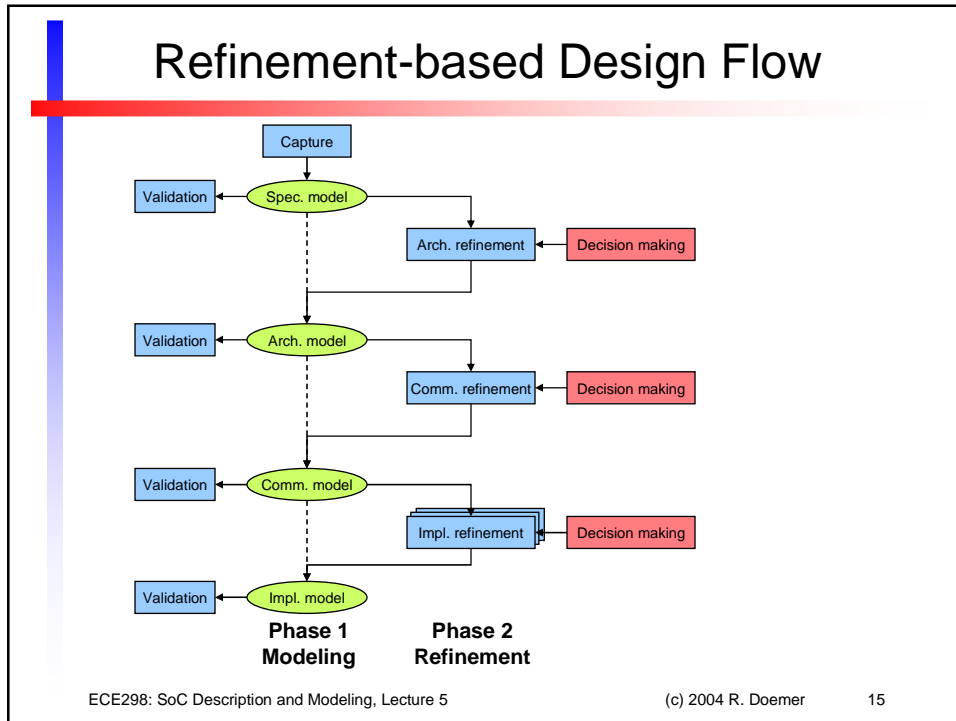 Refinement-based Design Flow
Capture
Validation
Spec. model
Arch. refinement
Decision making
Validation
Arch. model
Comm. refinement
Decision making
Validation
Comm. model
Impl. refinement
Decision making
Validation
Impl. model
Phase 1
Modeling
Phase 2
Refinement
ECE298: SoC Description and Modeling, Lecture 5
(c) 2004 R. Doemer
15